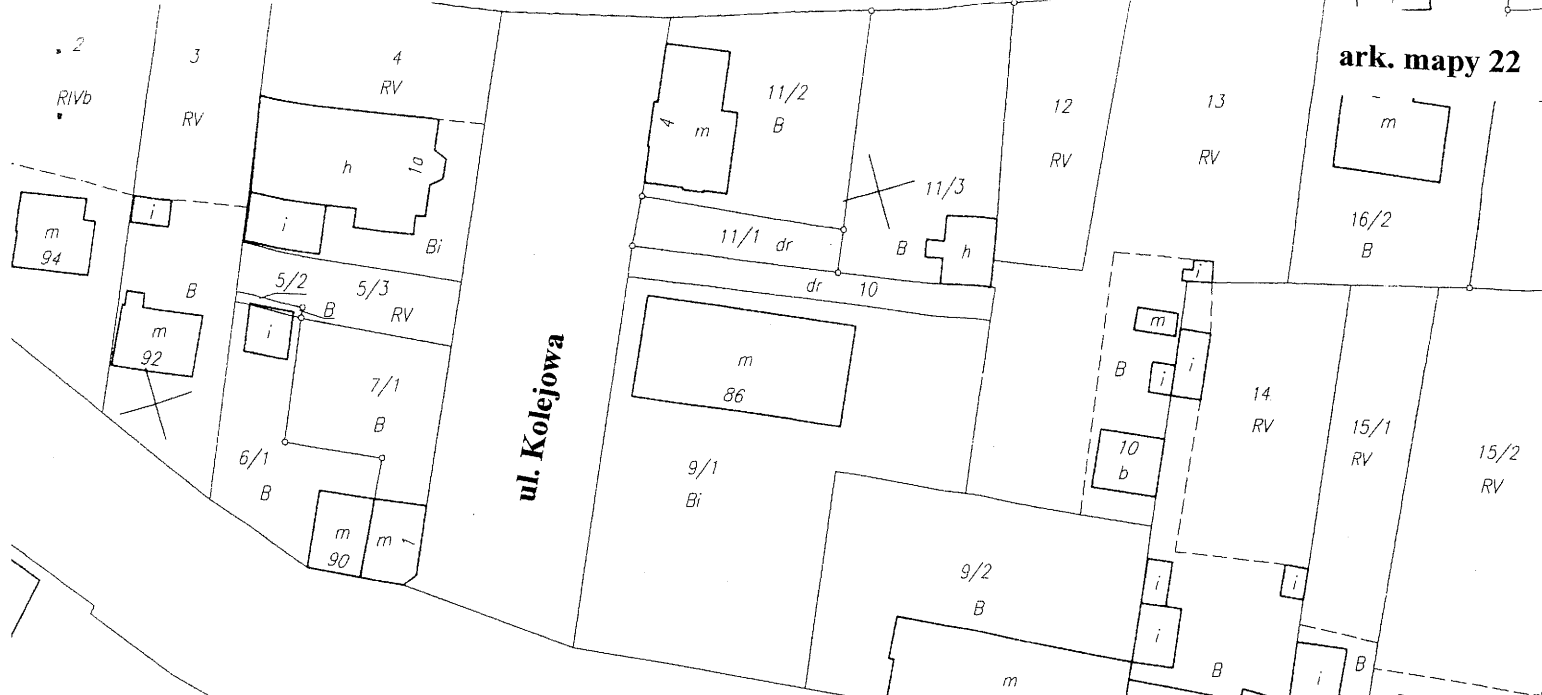 2
RIVb
3
RV
4
RV
h
1a
i
Bi
m
94
i
B
m
92
5/2
B
5/3
RV
i
7/1
B
6/1
B
m
90
m
1
ul. Kolejowa
4
m
11/2
B
11/1 dr
11/3
B
h
dr 10
m
86
9/1
Bi
9/2
B
m
12
RV
13
RV
ark. mapy 22
m
16/2
B
i
m
B
i
i
10
b
14
RV
15/1
RV
15/2
RV
i
i
i
B
i
B